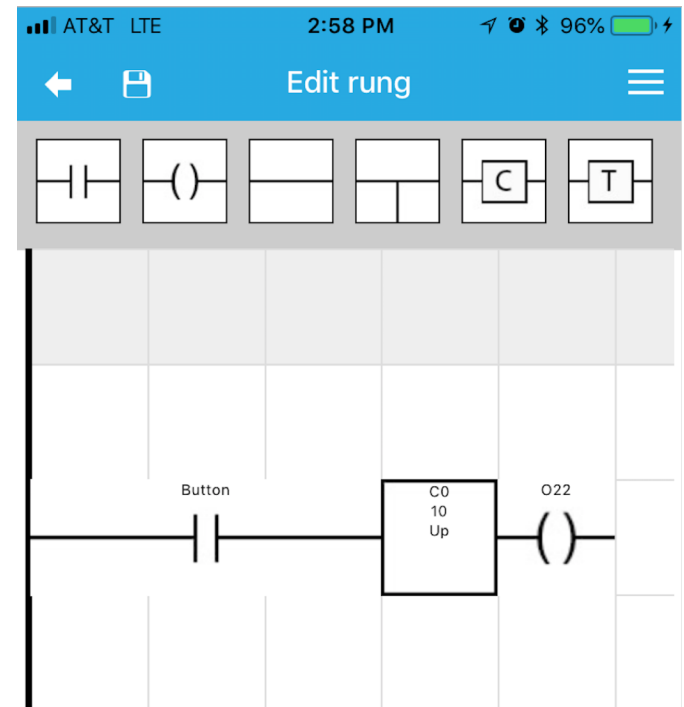 AT&T LTE 2:58 PM 96%
Edit rung
C T
Button C0 O22
10
Up